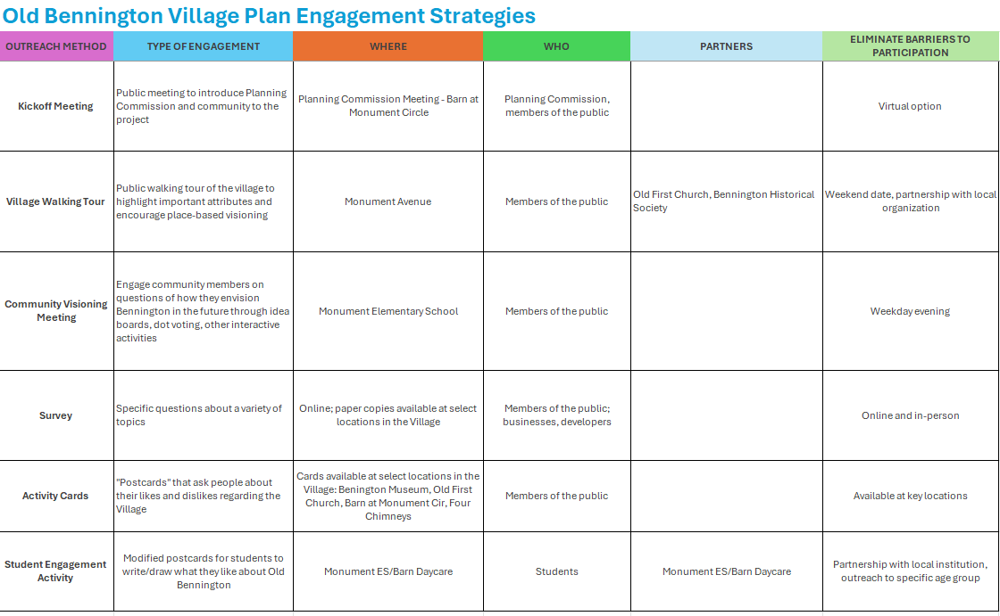 Old Bennington Village Plan Engagement Strategies
OUTREACH METHOD
TYPE OF ENGAGEMENT
WHERE
WHO
PARTNERS
ELIMINATE BARRIERS TO
PARTICIPATION
Kickoff Meeting
Public meeting to introduce Planning
Commission and community to the
project
Planning Commission Meeting - Barn at
Monument Circle
Planning Commission,
members of the public
Virtual option
Village Walking Tour
Public walking tour of the village to
highlight important attributes and
encourage place-based visioning
Monument Avenue
Members of the public
Old First Church, Bennington Historical
Society
Weekend date, partnership with local
organization
Community Visioning
Meeting
Engage community members on
questions of how they envision
Bennington in the future through idea
boards, dot voting, other interactive
activities
Monument Elementary School
Members of the public
Weekday evening
Survey
Specific questions about a variety of
topics
Online; paper copies available at select
locations in the Village
Members of the public;
businesses, developers
Online and in-person
Activity Cards
"Postcards" that ask people about
their likes and dislikes regarding the
Village
Cards available at select locations in the
Village: Benington Museum, Old First
Church, Barn at Monument Cir, Four
Chimneys
Members of the public
Available at key locations
Student Engagement
Activity
Modified postcards for students to
write/draw what they like about Old
Bennington
Monument ES/Barn Daycare
Students
Monument ES/Barn Daycare
Partnership with local institution,
outreach to specific age group